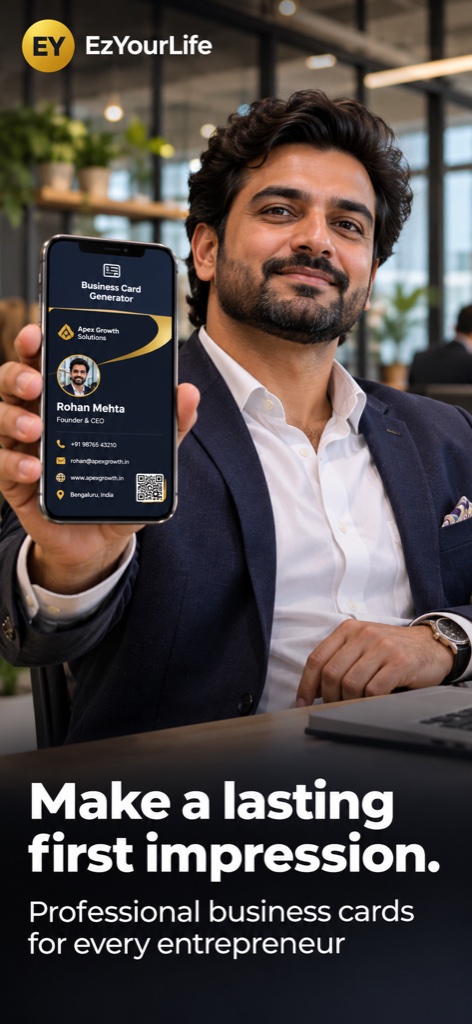 EY EzYourLife
Business Card
Generator
Apex Growth
Solutions
Rohan Mehta
Founder & CEO
+91 98765 43210
rohan@apexgrowth.in
www.apexgrowth.in
Bengaluru, India
Make a lasting
first impression.
Professional business cards
for every entrepreneur